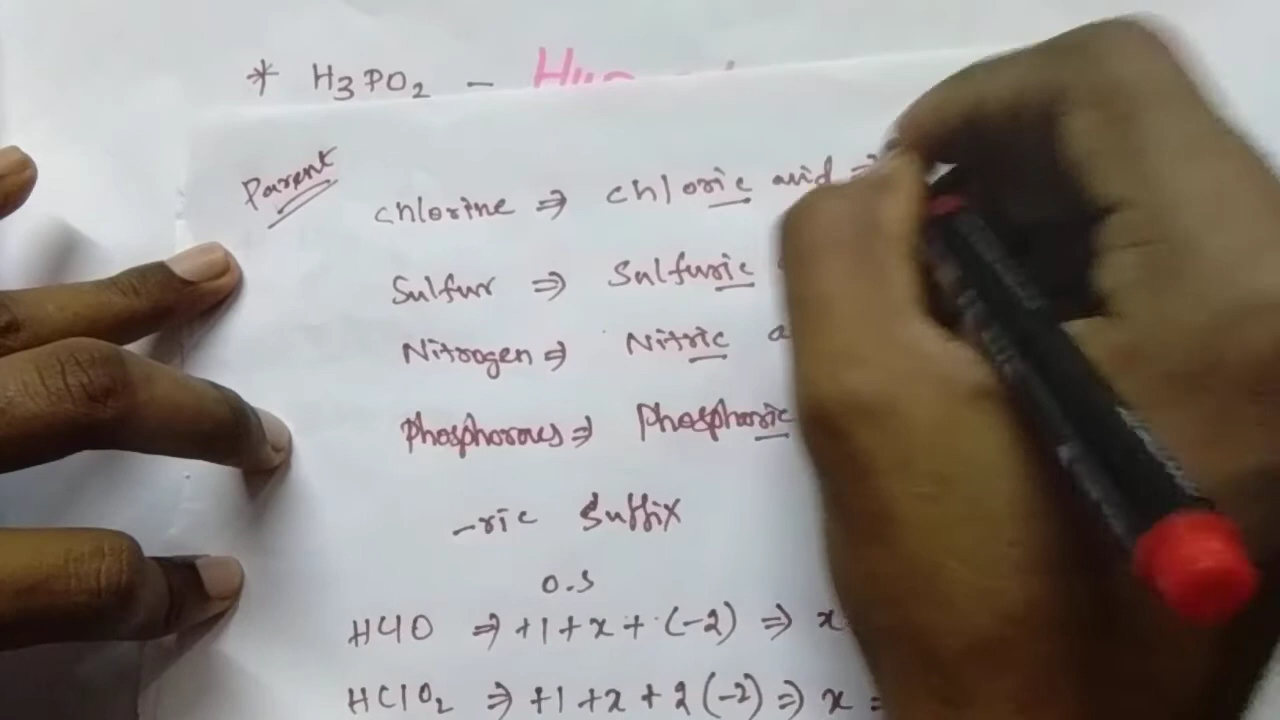 * H3PO2 -
Parent
chlorine ⇒ chloric acid ⇒
Sulfur ⇒ Sulfuric
Nitrogen ⇒ Nitric a
Phosphorous ⇒ Phosphoric
-ric Suffix
O.S
HClO ⇒ +1+x+(-2) ⇒ x
HClO2 ⇒ +1+x+2(-2) ⇒ x =